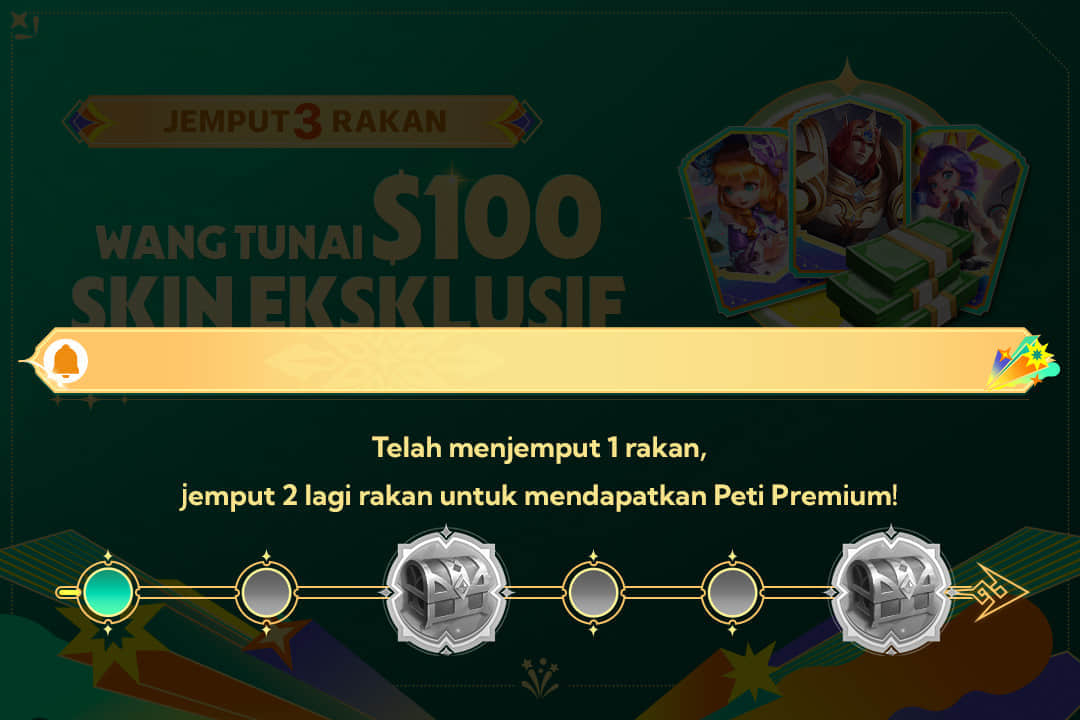 JEMPUT 3 RAKAN
WANG TUNAI $100
SKIN EKSKLUSIF
Telah menjemput 1 rakan,
jemput 2 lagi rakan untuk mendapatkan Peti Premium!